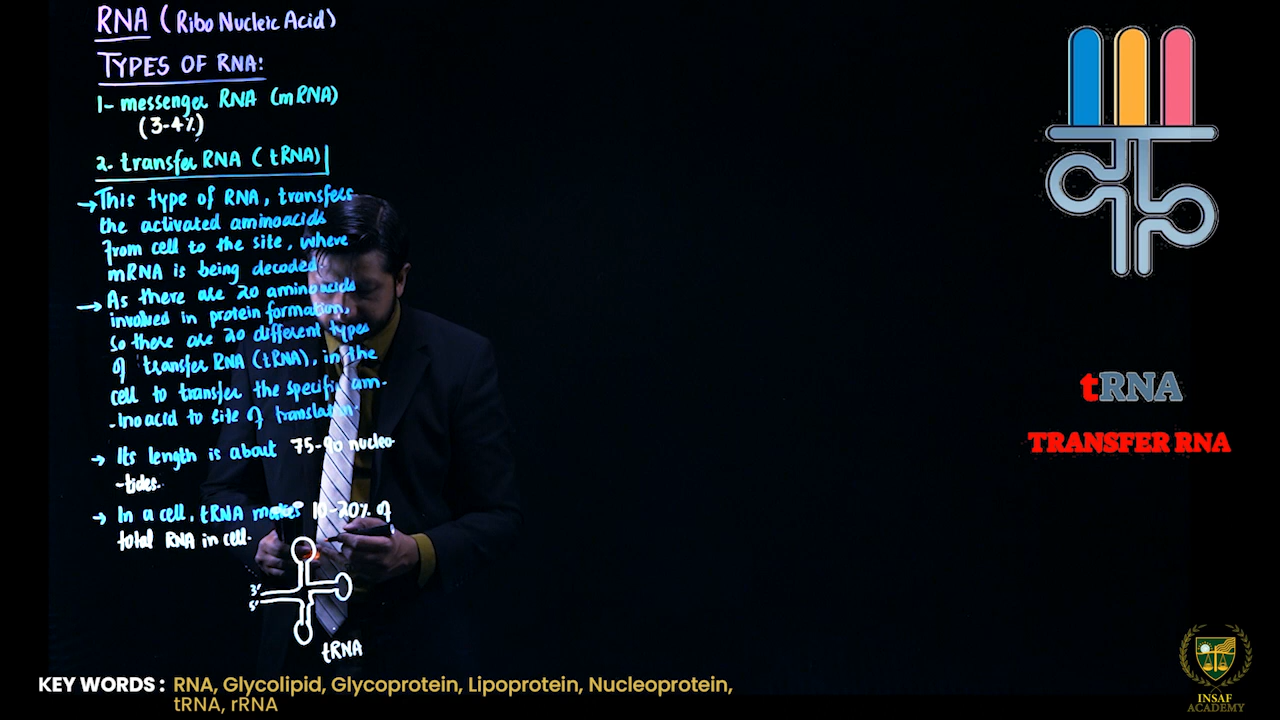 RNA (Ribo Nucleic Acid)
TYPES OF RNA:
1- messenger RNA (mRNA)
(3-4%)
2. transfer RNA (tRNA)
→ This type of RNA, transfers
the activated aminoacids
from cell to the site, where
mRNA is being decoded
→ As there are 20 aminoacids
involved in protein formation,
so there are 20 different types
of transfer RNA (tRNA), in the
cell to transfer the specific am-
-ino acid to site of translation.
→ Its length is about 75-90 nucleo-
-tides.
→ In a cell, tRNA makes 10-20% of
total RNA in cell.
3'
5'
tRNA
tRNA
TRANSFER RNA
KEY WORDS : RNA, Glycolipid, Glycoprotein, Lipoprotein, Nucleoprotein,
tRNA, rRNA
INSAF
ACADEMY